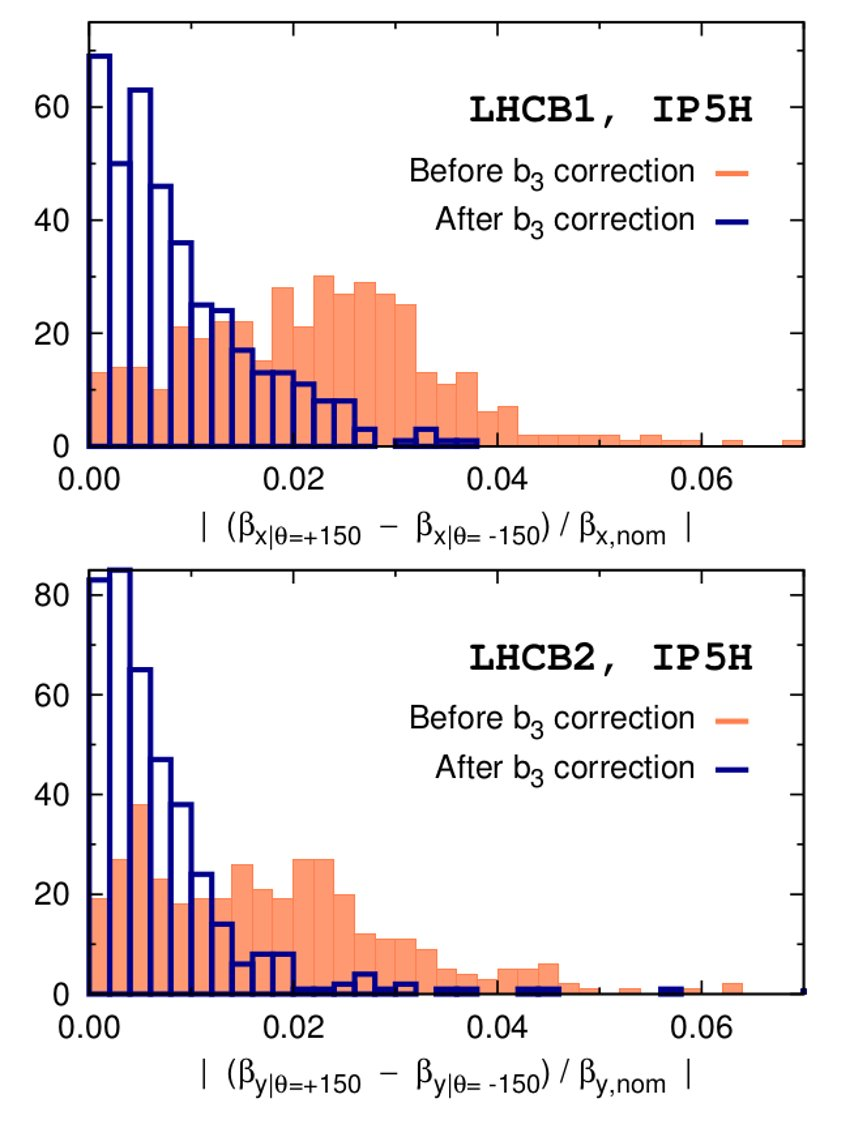 60
40
20
0
LHCB1, IP5H
Before b3 correction
After b3 correction
0.00 0.02 0.04 0.06
| (βx|θ=+150 − βx|θ= -150) / βx,nom |
80
60
40
20
0
LHCB2, IP5H
Before b3 correction
After b3 correction
0.00 0.02 0.04 0.06
| (βy|θ=+150 − βy|θ= -150) / βy,nom |